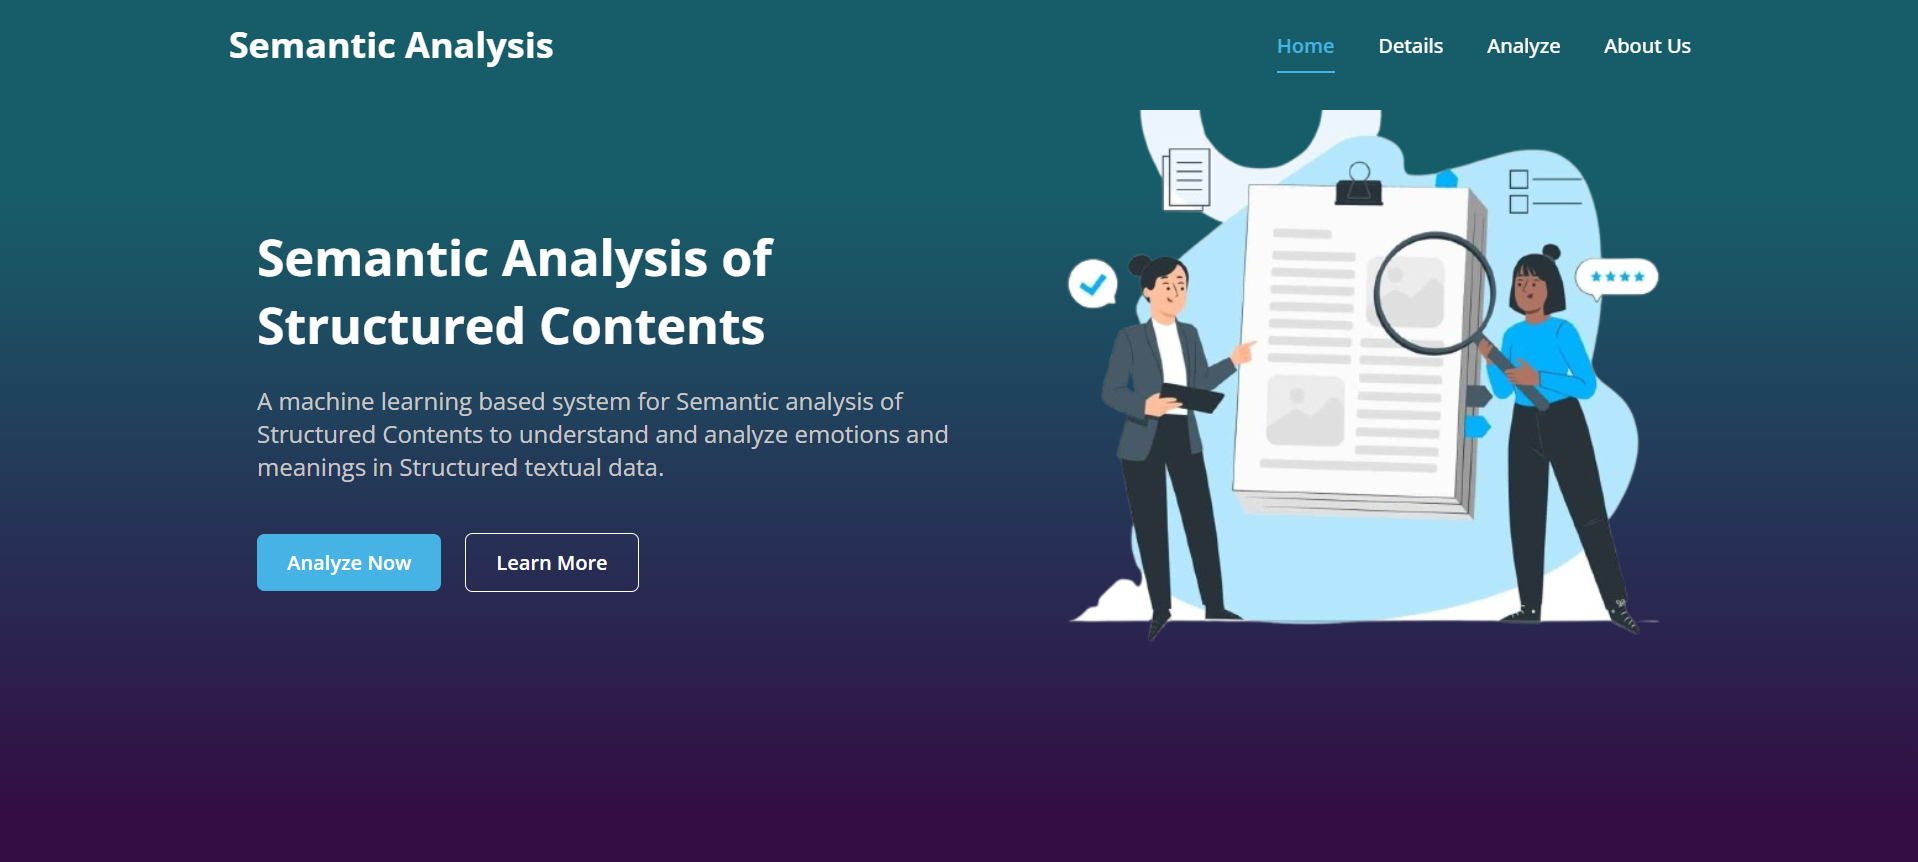 Semantic Analysis
Home
Details
Analyze
About Us
Semantic Analysis of
Structured Contents
A machine learning based system for Semantic analysis of
Structured Contents to understand and analyze emotions and
meanings in Structured textual data.
Analyze Now
Learn More